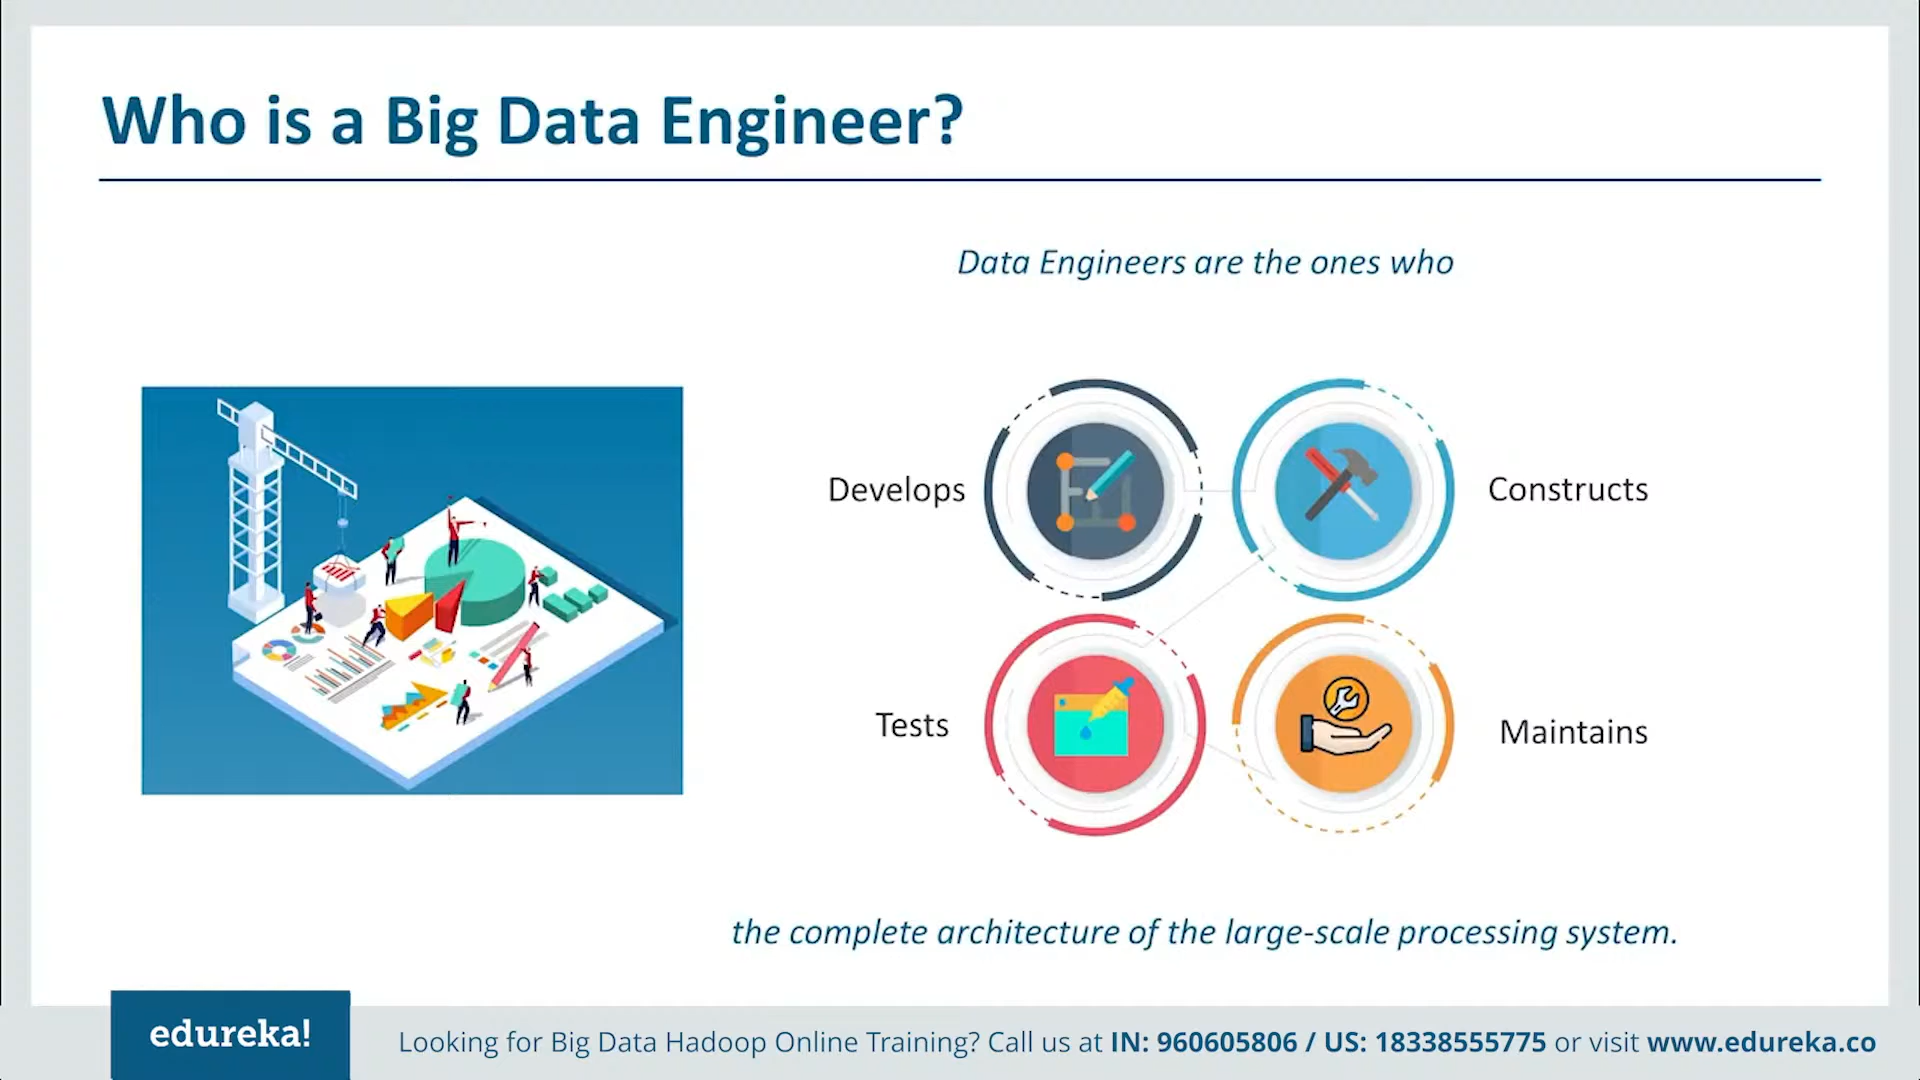 Who is a Big Data Engineer?
Data Engineers are the ones who
Develops
Constructs
Tests
Maintains
the complete architecture of the large-scale processing system.
edureka!
Looking for Big Data Hadoop Online Training? Call us at IN: 960605806 / US: 18338555775 or visit www.edureka.co